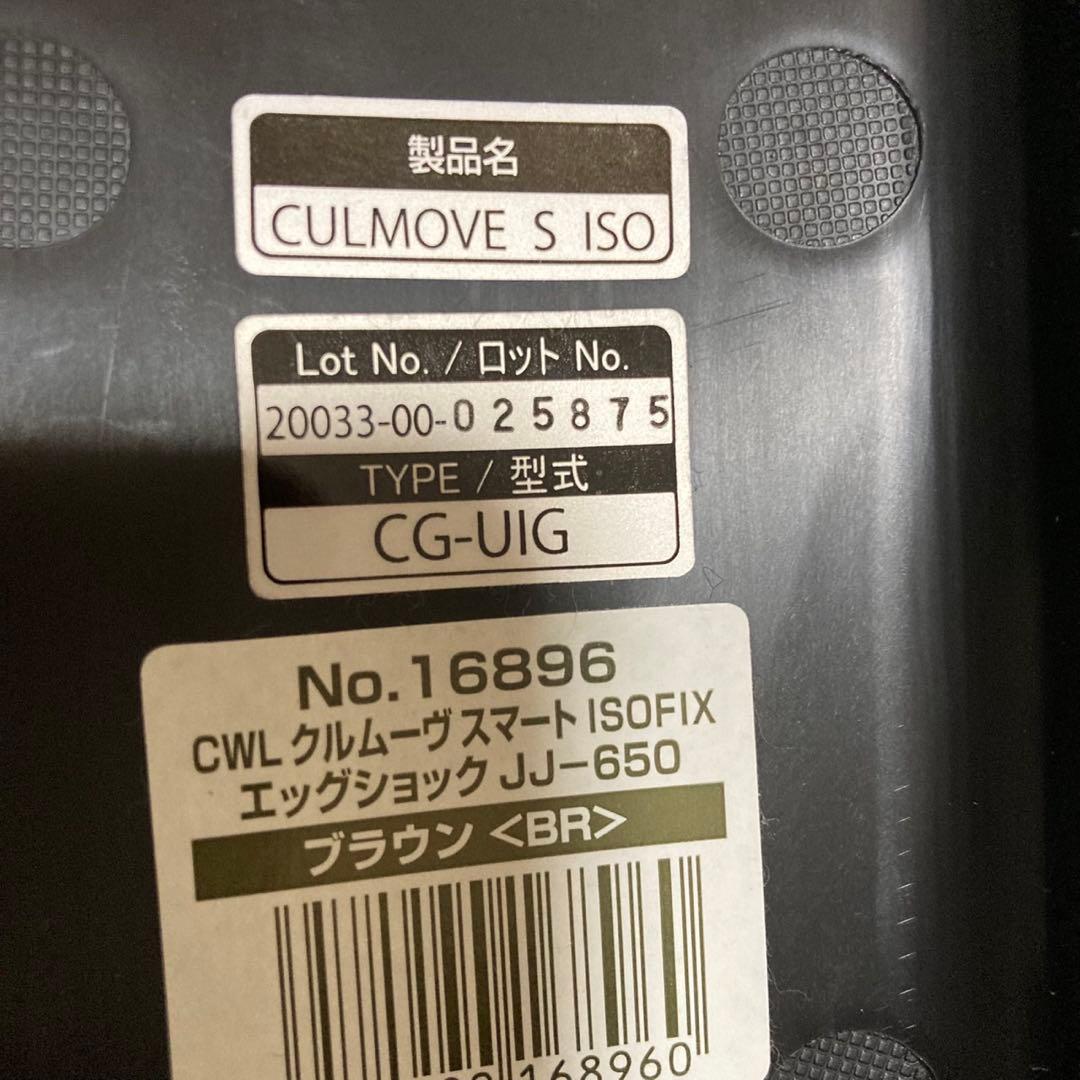 製品名
CULMOVE S ISO
Lot No. / ロット No.
20033-00-025875
TYPE / 型式
CG-UIG
No.16896
CWL クルムーヴ スマート ISOFIX
エッグショック JJ-650
ブラウン <BR>
168960